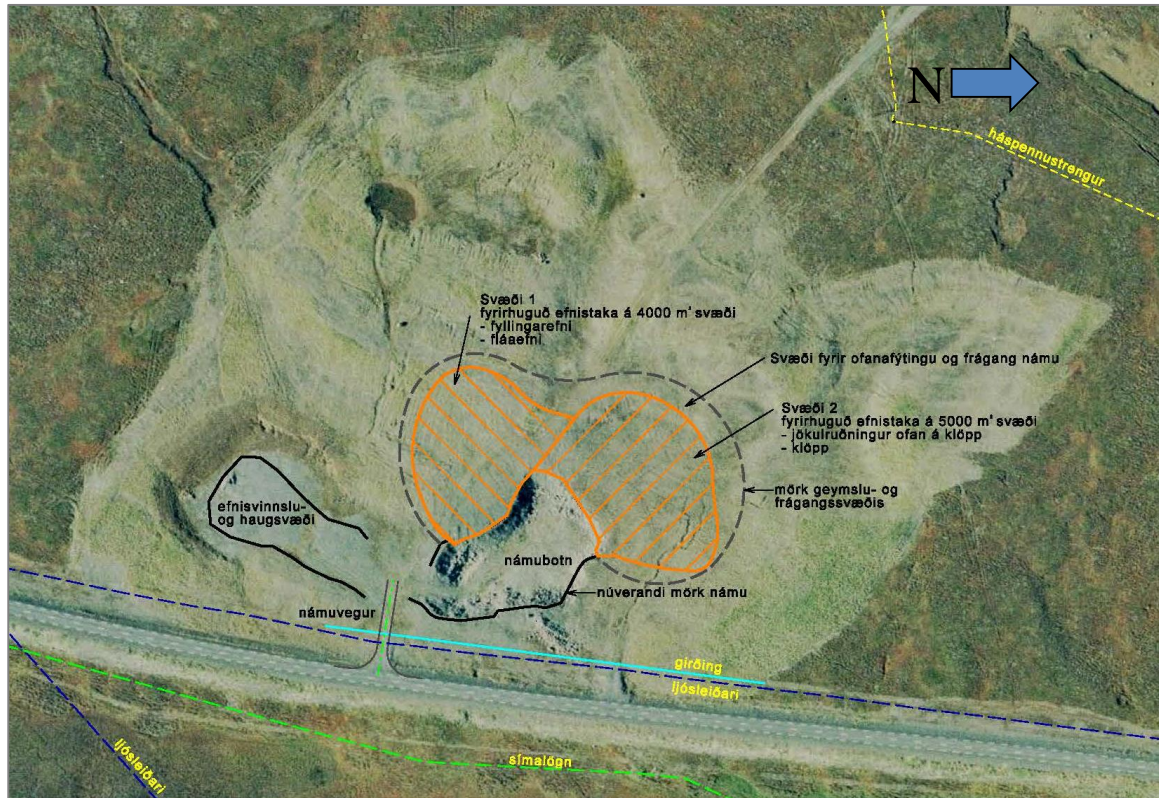 N
háspennustrengur
Svæði 1
fyrirhuguð efnistaka á 4000 m² svæði
- fyllingarefni
- fláaefni
Svæði fyrir ofanafýtingu og frágang námu
Svæði 2
fyrirhuguð efnistaka á 5000 m² svæði
- jökulruðningur ofan á klöpp
- klöpp
mörk geymslu- og
frágangssvæðis
efnisvinnslu-
og haugsvæði
námubotn
núverandi mörk námu
námuvegur
girðing
ljósleiðari
ljósleiðari
símalögn